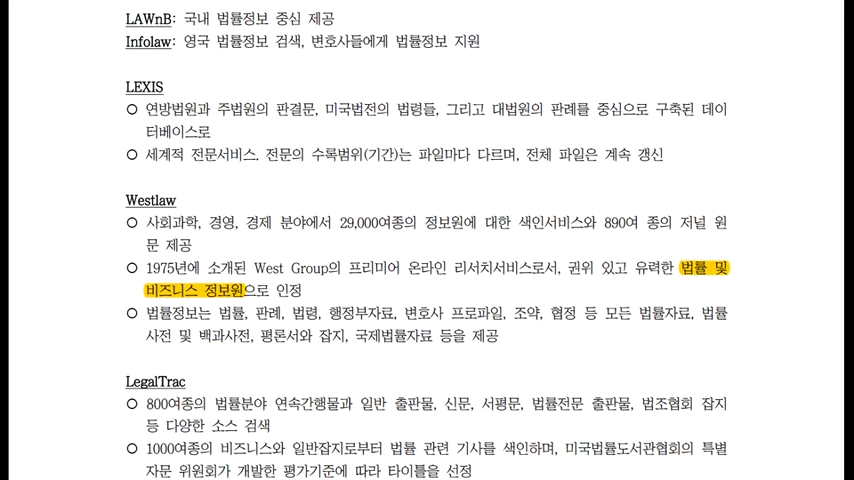 LAWnB: 국내 법률정보 중심 제공
Infolaw: 영국 법률정보 검색, 변호사들에게 법률정보 지원
LEXIS
○ 연방법원과 주법원의 판결문, 미국법전의 법령들, 그리고 대법원의 판례를 중심으로 구축된 데이
터베이스로
○ 세계적 전문서비스. 전문의 수록범위(기간)는 파일마다 다르며, 전체 파일은 계속 갱신
Westlaw
○ 사회과학, 경영, 경제 분야에서 29,000여종의 정보원에 대한 색인서비스와 890여 종의 저널 원
문 제공
○ 1975년에 소개된 West Group의 프리미어 온라인 리서치서비스로서, 권위 있고 유력한 법률 및
비즈니스 정보원으로 인정
○ 법률정보는 법률, 판례, 법령, 행정부자료, 변호사 프로파일, 조약, 협정 등 모든 법률자료, 법률
사전 및 백과사전, 평론서와 잡지, 국제법률자료 등을 제공
LegalTrac
○ 800여종의 법률분야 연속간행물과 일반 출판물, 신문, 서평문, 법률전문 출판물, 법조협회 잡지
등 다양한 소스 검색
○ 1000여종의 비즈니스와 일반잡지로부터 법률 관련 기사를 색인하며, 미국법률도서관협회의 특별
자문 위원회가 개발한 평가기준에 따라 타이틀을 선정